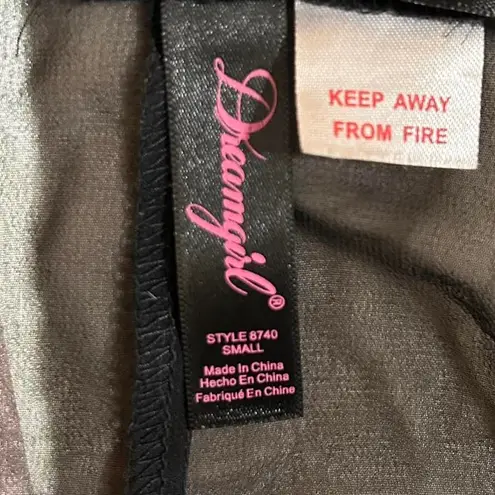 Dreamgirl®
STYLE 8740
SMALL
Made In China
Hecho En China
Fabriqué En Chine
KEEP AWAY
FROM FIRE